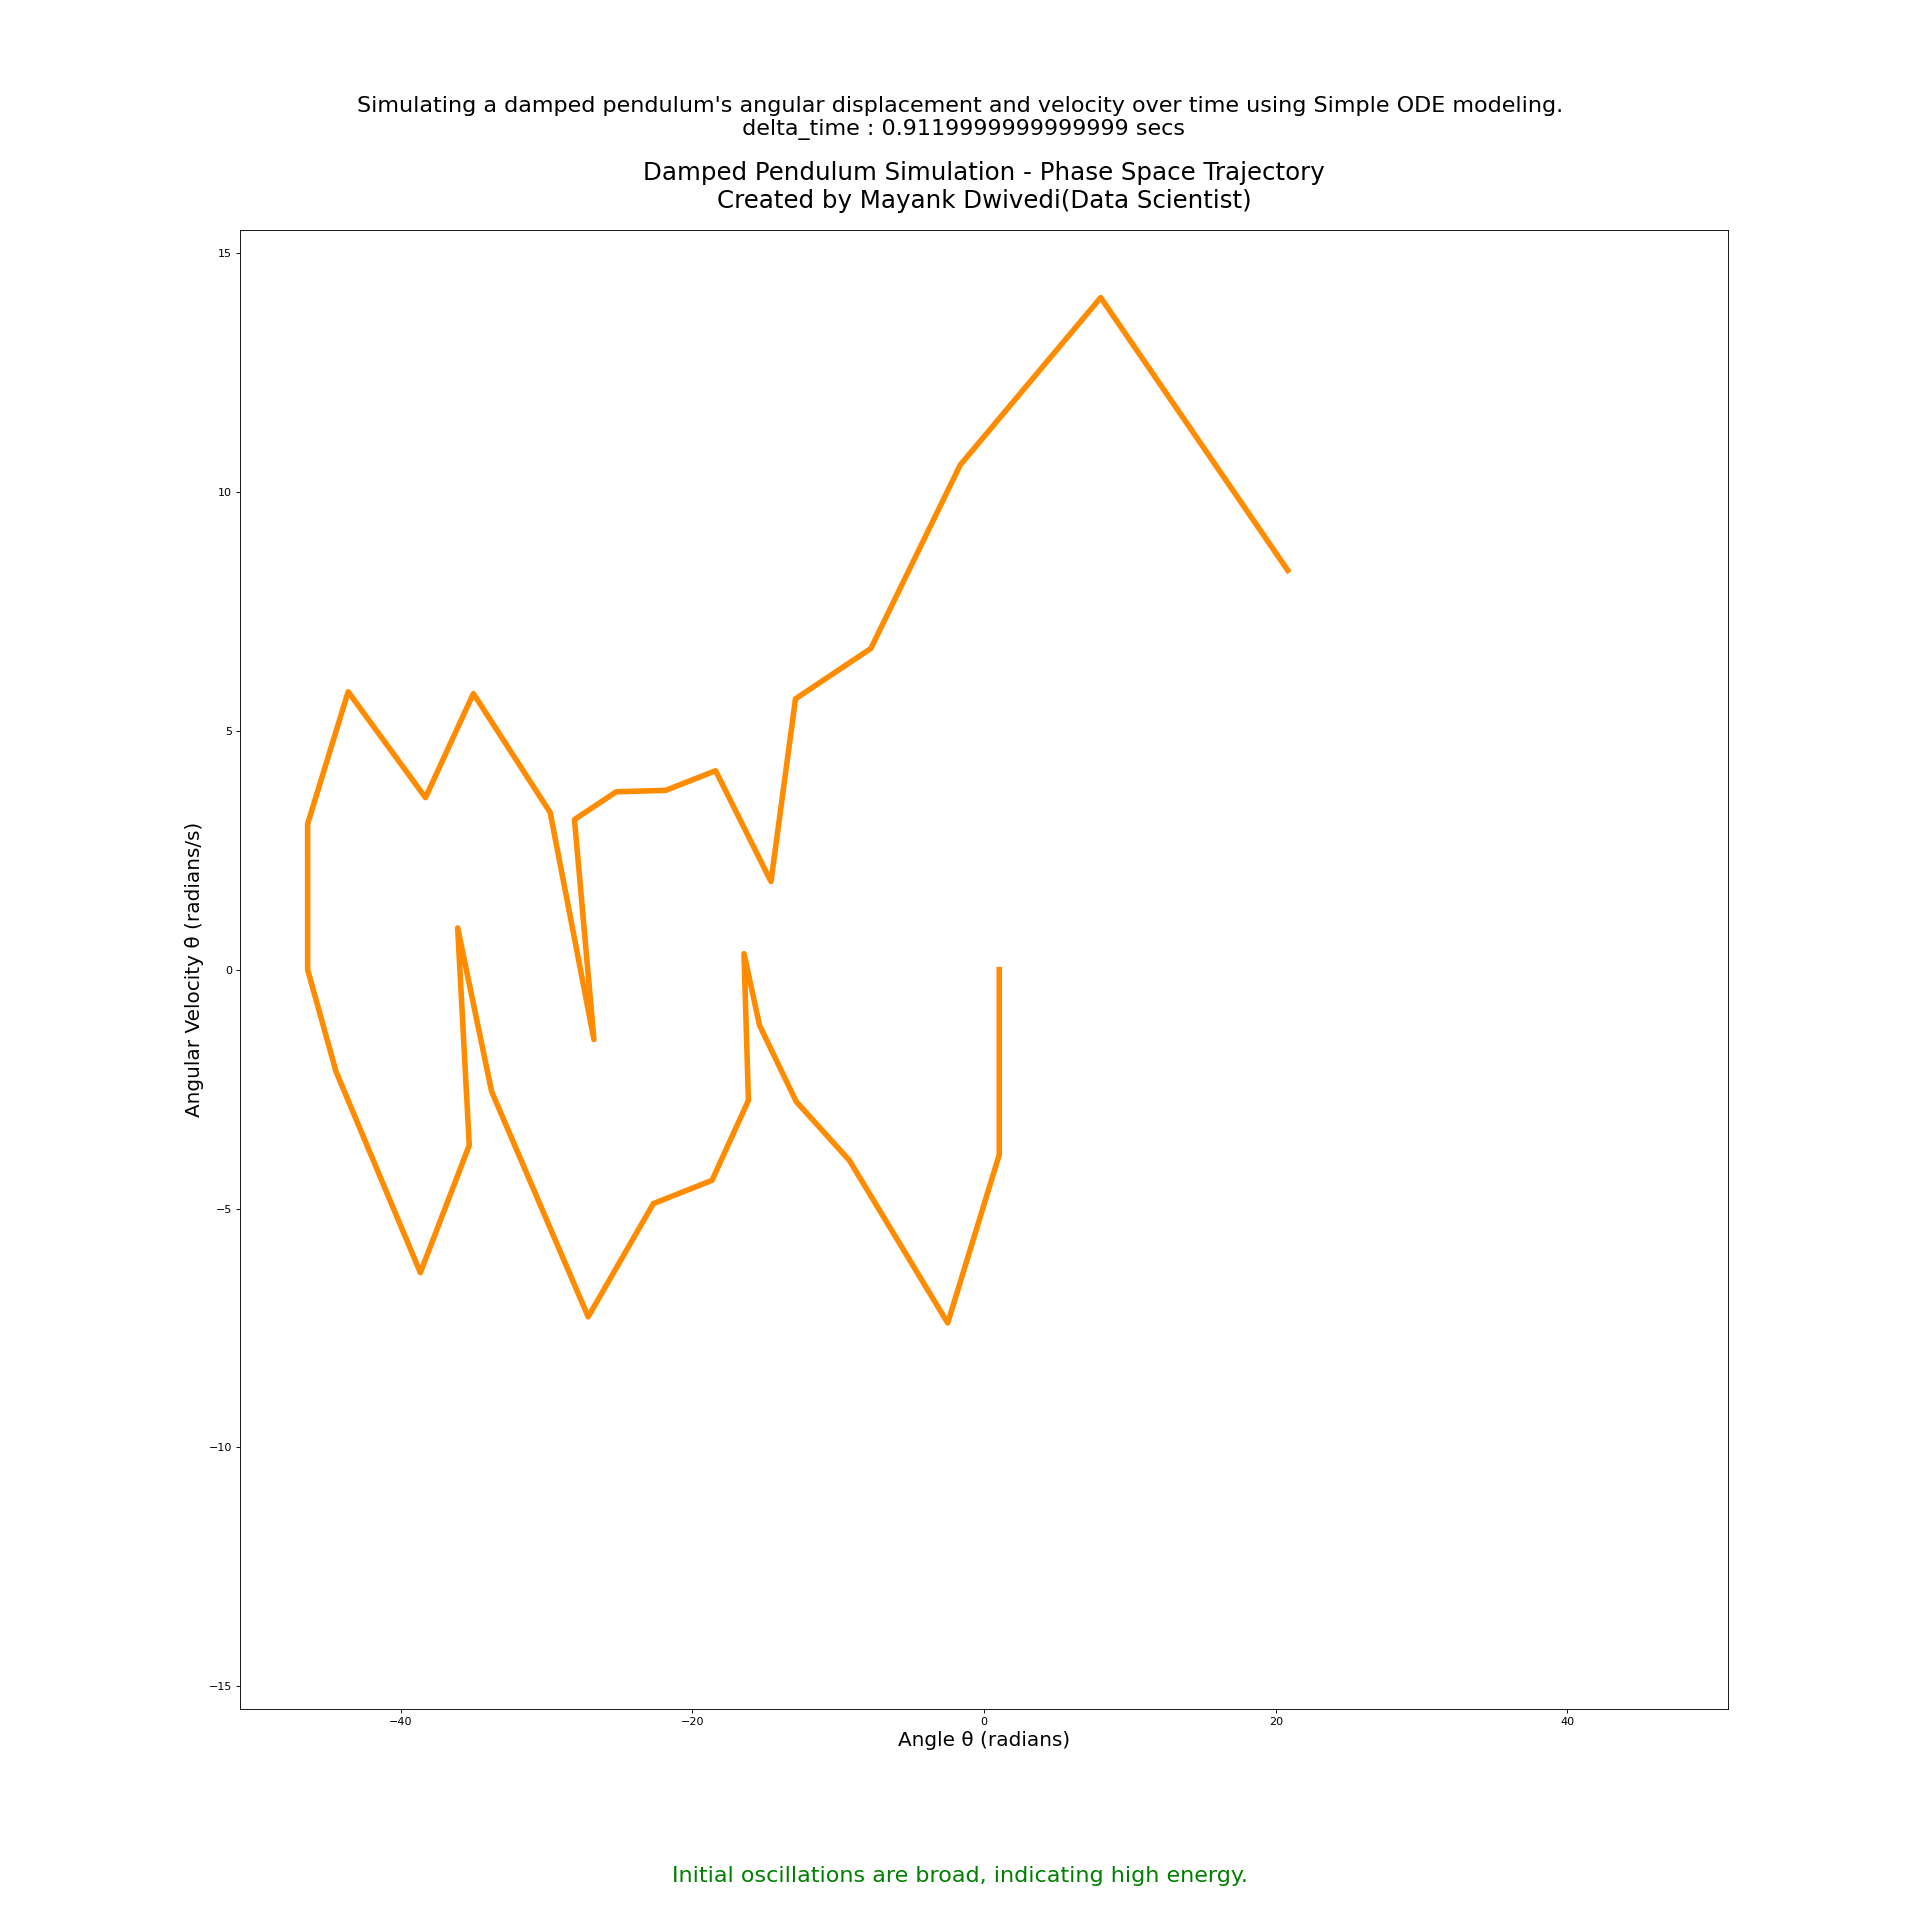 Simulating a damped pendulum's angular displacement and velocity over time using Simple ODE modeling.
delta_time : 0.9119999999999999 secs
Damped Pendulum Simulation - Phase Space Trajectory
Created by Mayank Dwivedi(Data Scientist)
15
10
5
0
−5
−10
−15
Angular Velocity θ (radians/s)
−40
−20
0
20
40
Angle θ (radians)
Initial oscillations are broad, indicating high energy.